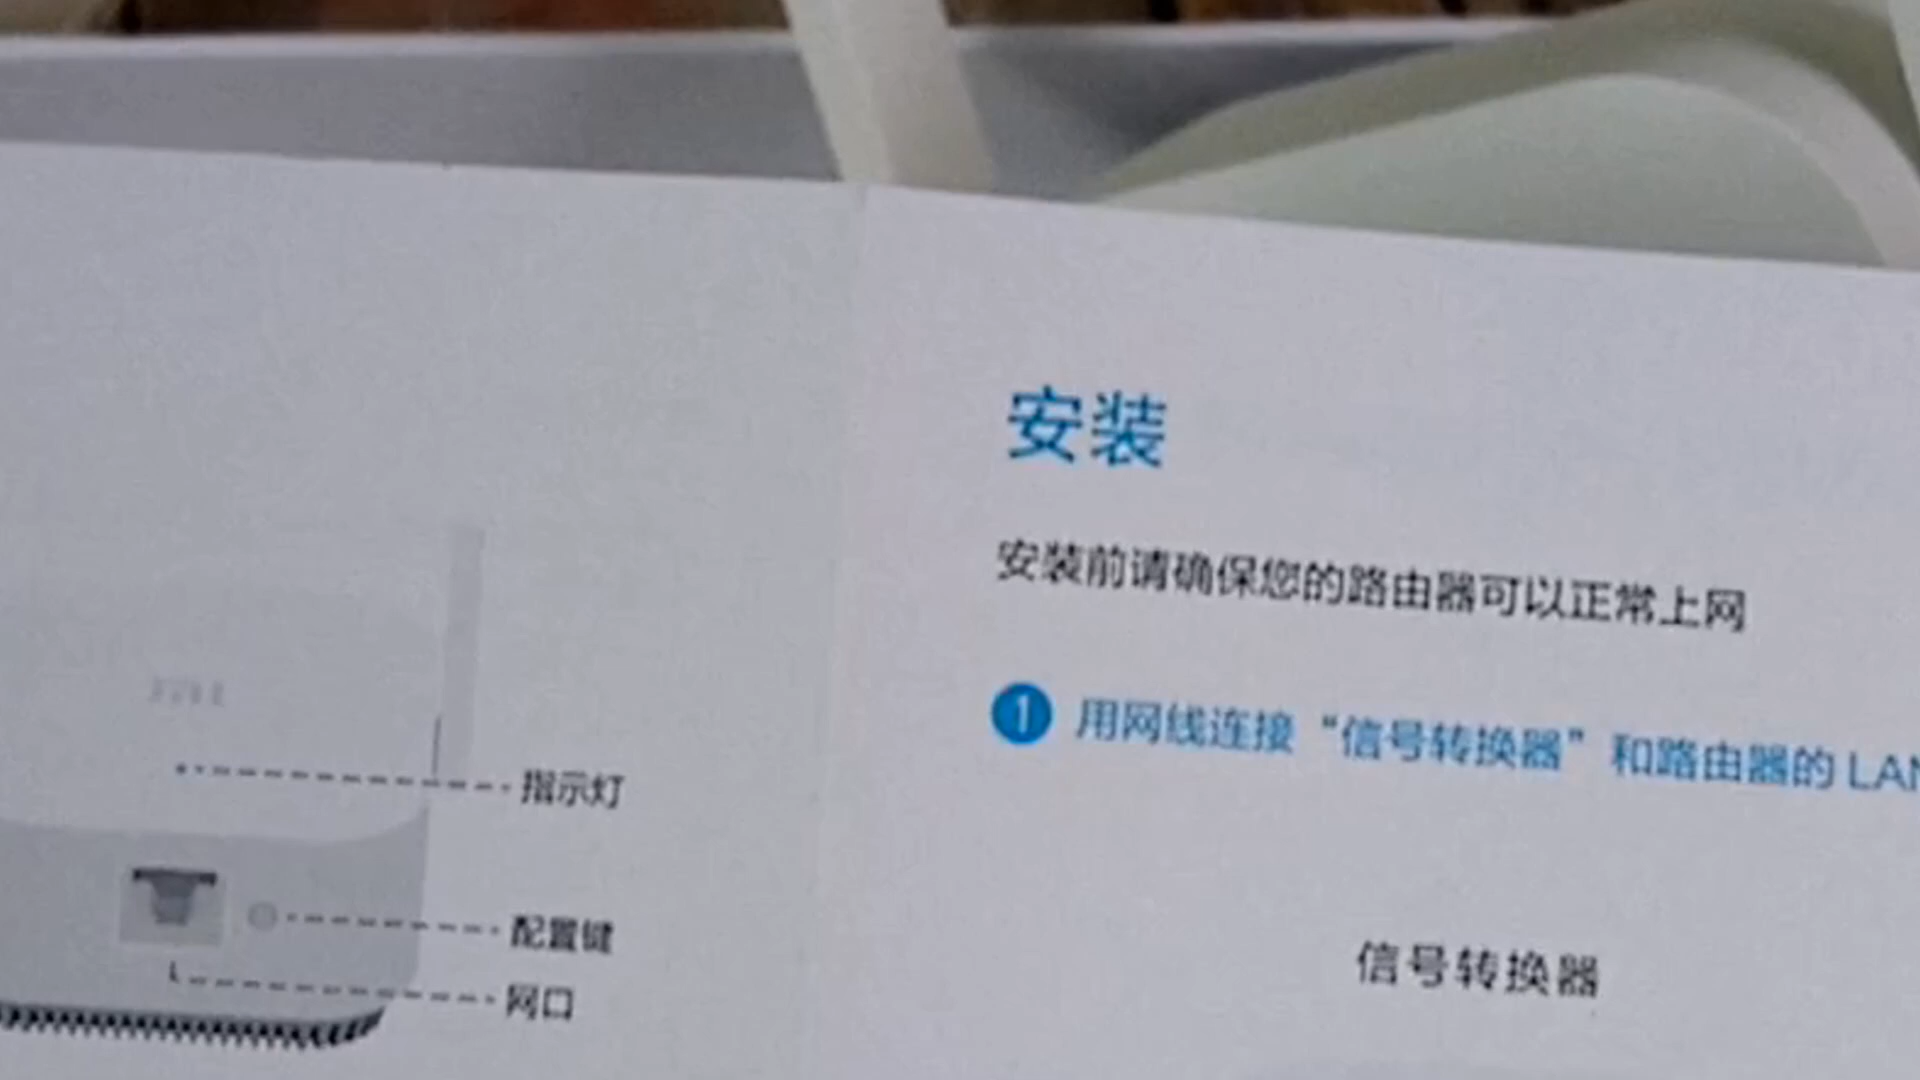 安装
安装前请确保您的路由器可以正常上网
1 用网线连接“信号转换器”和路由器的 LAN
信号转换器
指示灯
配置键
网口